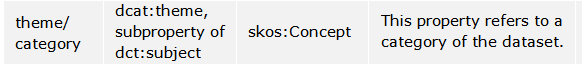 theme/
category
dcat:theme,
subproperty of
dct:subject
skos:Concept
This property refers to a
category of the dataset.